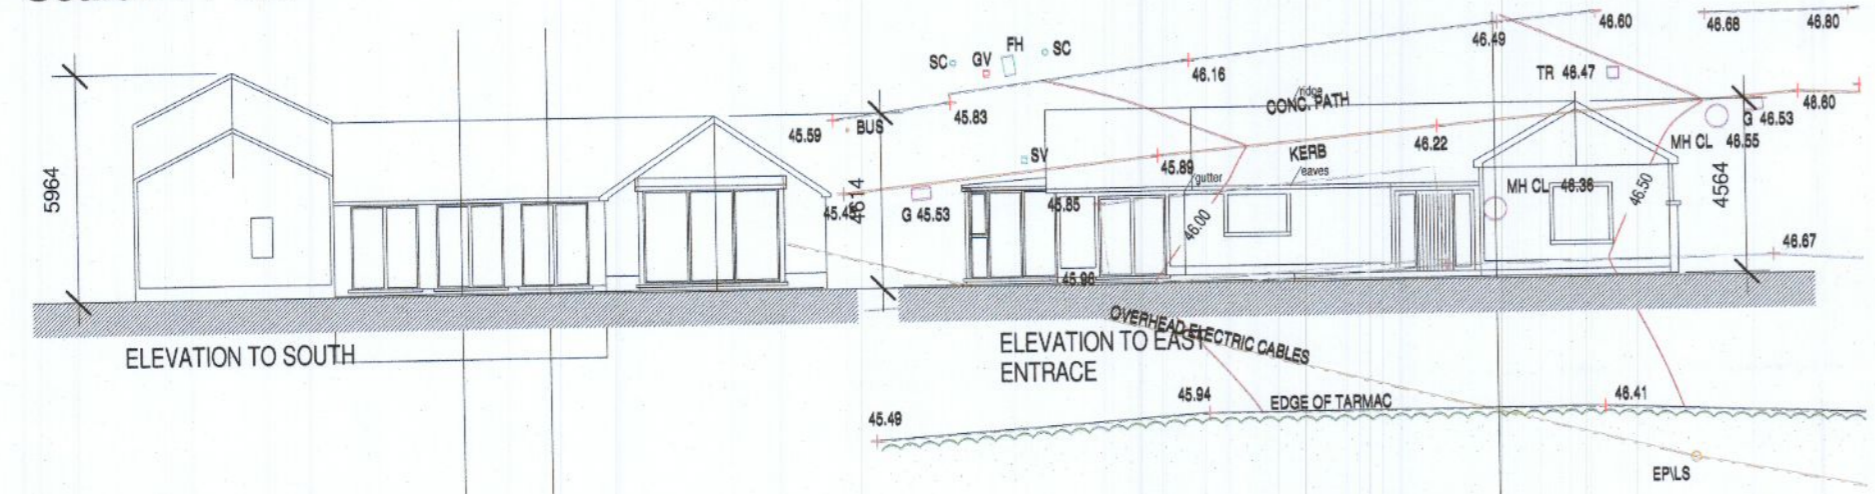 46.60
46.68
46.80
46.49
FH
SC
SC
GV
46.16
TR 46.47
ridge
CONC. PATH
45.83
45.59
BUS
46.60
G 46.53
46.22
MH CL 46.55
SV
45.89
KERB
5964
gutter
eaves
MH CL 46.36
46.50
4564
45.45
4614
G 45.53
45.85
46.00
46.67
45.96
OVERHEAD ELECTRIC CABLES
ELEVATION TO SOUTH
ELEVATION TO EAST
ENTRACE
45.94
EDGE OF TARMAC
46.41
45.49
EP\LS